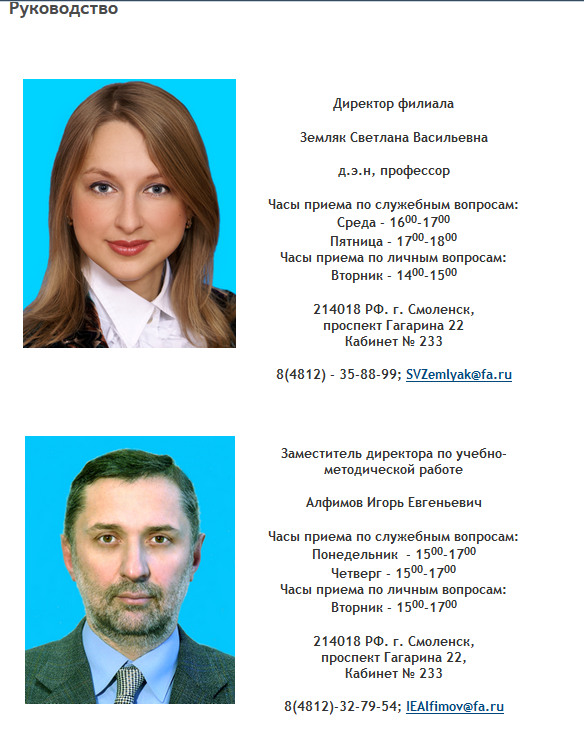 Руководство
Директор филиала
Земляк Светлана Васильевна
д.э.н, профессор
Часы приема по служебным вопросам:
Среда - 16⁰⁰-17⁰⁰
Пятница - 17⁰⁰-18⁰⁰
Часы приема по личным вопросам:
Вторник - 14⁰⁰-15⁰⁰
214018 РФ. г. Смоленск,
проспект Гагарина 22
Кабинет № 233
8(4812) - 35-88-99; SVZemlyak@fa.ru
Заместитель директора по учебно-
методической работе
Алфимов Игорь Евгеньевич
Часы приема по служебным вопросам:
Понедельник - 15⁰⁰-17⁰⁰
Четверг - 15⁰⁰-17⁰⁰
Часы приема по личным вопросам:
Вторник - 15⁰⁰-17⁰⁰
214018 РФ. г. Смоленск,
проспект Гагарина 22,
Кабинет № 233
8(4812)-32-79-54; IEAlfimov@fa.ru